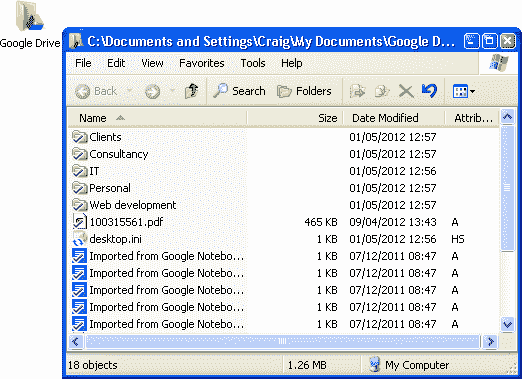 Google Drive
C:\Documents and Settings\Craig\My Documents\Google D...
File Edit View Favorites Tools Help
Back Search Folders
Name Size Date Modified Attrib...
Clients 01/05/2012 12:57
Consultancy 01/05/2012 12:57
IT 01/05/2012 12:56
Personal 01/05/2012 12:57
Web development 01/05/2012 12:57
100315561.pdf 465 KB 09/04/2012 13:43 A
desktop.ini 1 KB 01/05/2012 12:56 HS
Imported from Google Notebo... 1 KB 07/12/2011 08:47 A
Imported from Google Notebo... 1 KB 07/12/2011 08:47 A
Imported from Google Notebo... 1 KB 07/12/2011 08:47 A
Imported from Google Notebo... 1 KB 07/12/2011 08:47 A
Imported from Google Notebo... 1 KB 07/12/2011 08:47 A
18 objects 1.26 MB My Computer